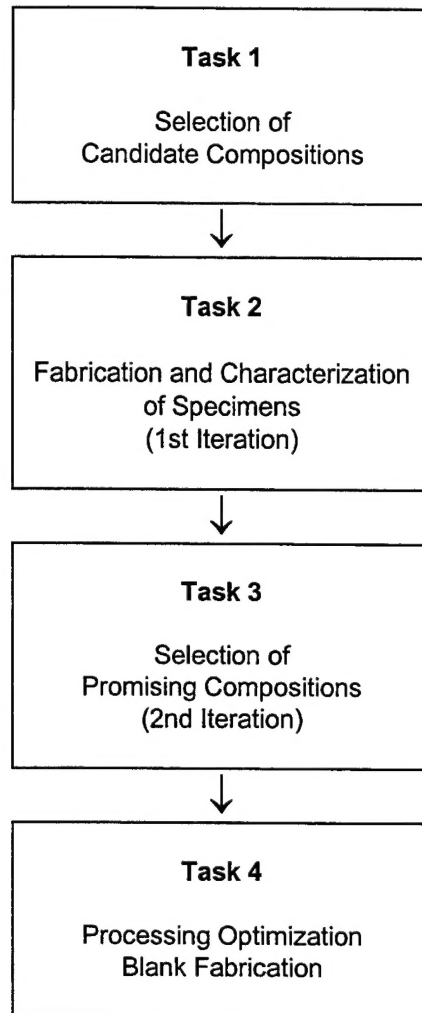 Task 1
Selection of
Candidate Compositions
Task 2
Fabrication and Characterization
of Specimens
(1st Iteration)
Task 3
Selection of
Promising Compositions
(2nd Iteration)
Task 4
Processing Optimization
Blank Fabrication